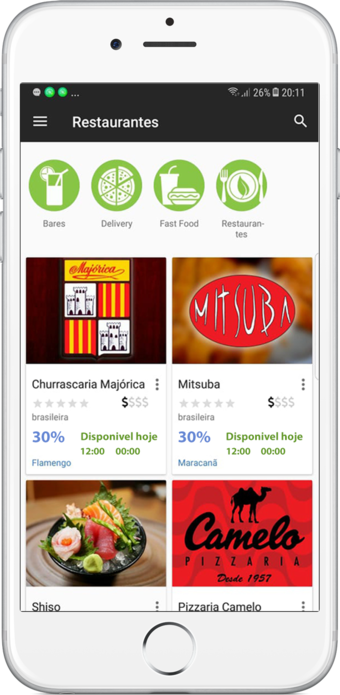 ... 26% 20:11
Restaurantes
Bares
Delivery
Fast Food
Restauran-
tes
Majórica
MITSUBA
Churrascaria Majórica
$$$$
brasileira
30% Disponivel hoje
12:00 00:00
Flamengo
Mitsuba
$$$$
brasileira
30% Disponivel hoje
12:00 00:00
Maracanã
Camelo
PIZZARIA
Desde 1957
Shiso
Pizzaria Camelo